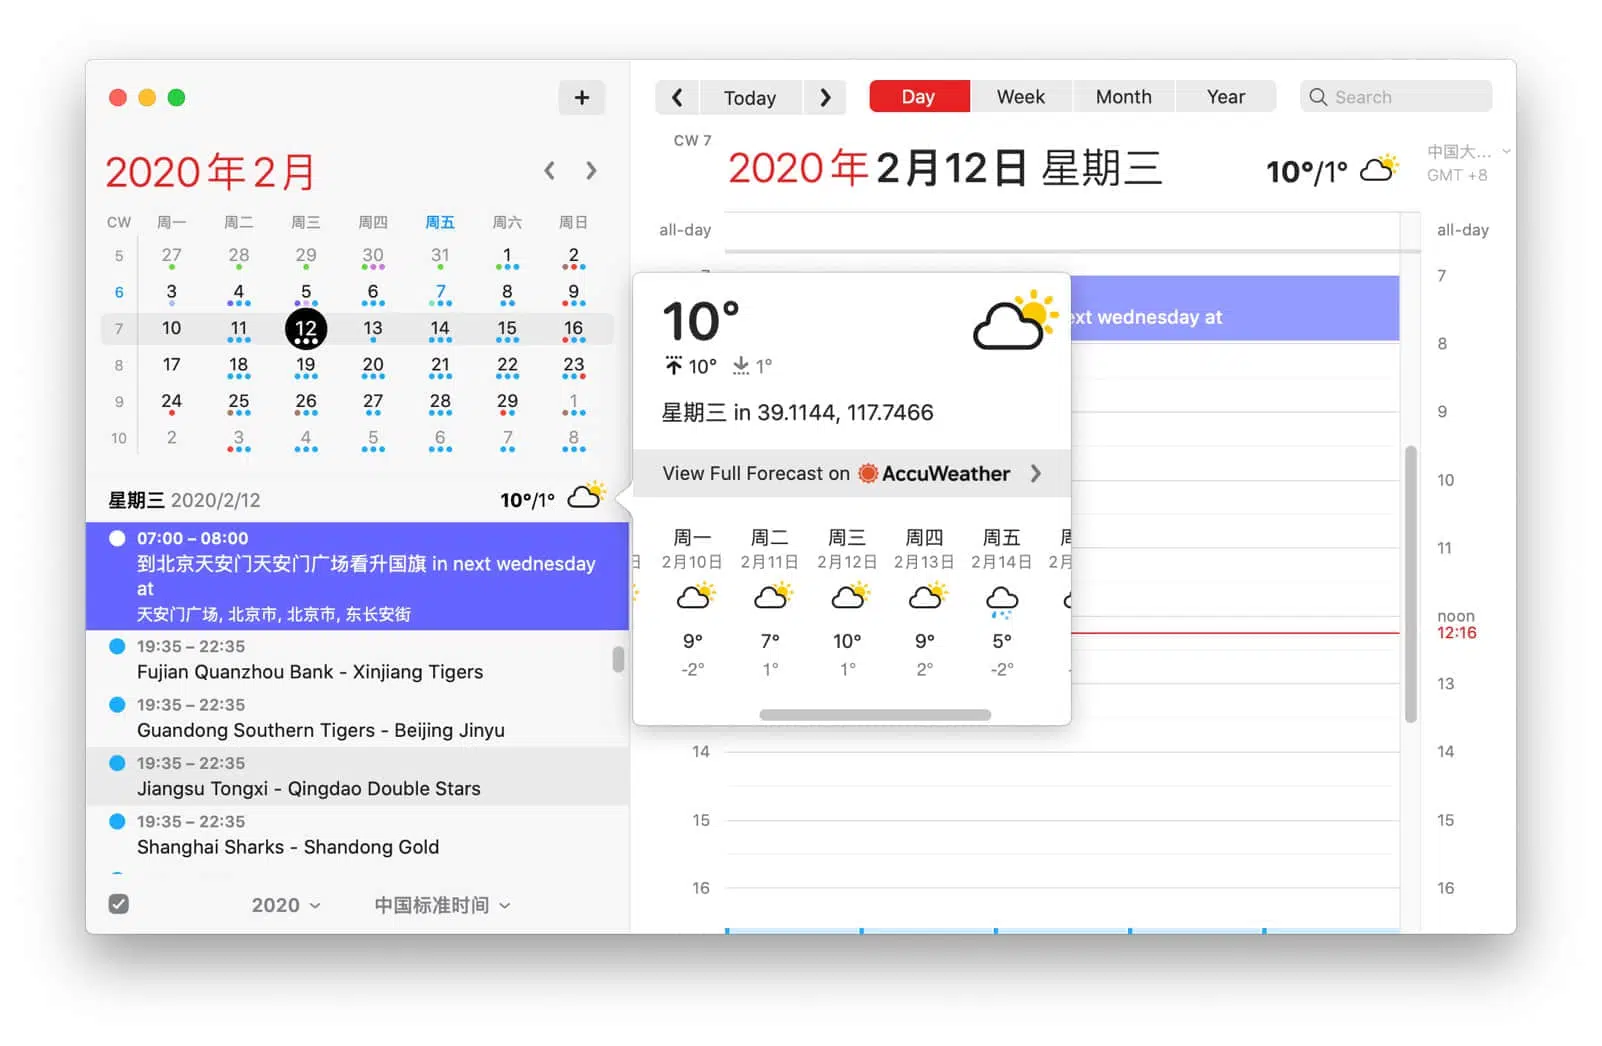 +
Today
Day
Week
Month
Year
Search
2020年2月
CW 周一 周二 周三 周四 周五 周六 周日
5 27 28 29 30 31 1 2
6 3 4 5 6 7 8 9
7 10 11 12 13 14 15 16
8 17 18 19 20 21 22 23
9 24 25 26 27 28 29 1
10 2 3 4 5 6 7 8
星期三 2020/2/12 10°/1°
07:00 – 08:00
到北京天安门天安门广场看升国旗 in next wednesday
at
天安门广场, 北京市, 北京市, 东长安街
19:35 – 22:35
Fujian Quanzhou Bank - Xinjiang Tigers
19:35 – 22:35
Guandong Southern Tigers - Beijing Jinyu
19:35 – 22:35
Jiangsu Tongxi - Qingdao Double Stars
19:35 – 22:35
Shanghai Sharks - Shandong Gold
2020
中国标准时间
CW 7
2020年2月12日 星期三
10°/1°
中国大...
GMT +8
all-day
all-day
ext wednesday at
10°
10° 1°
星期三 in 39.1144, 117.7466
View Full Forecast on AccuWeather
周一 周二 周三 周四 周五
2月10日 2月11日 2月12日 2月13日 2月14日 2月
9° 7° 10° 9° 5°
-2° 1° 1° 2° -2°
14
15
16
7
8
9
10
11
noon
12:16
13
14
15
16